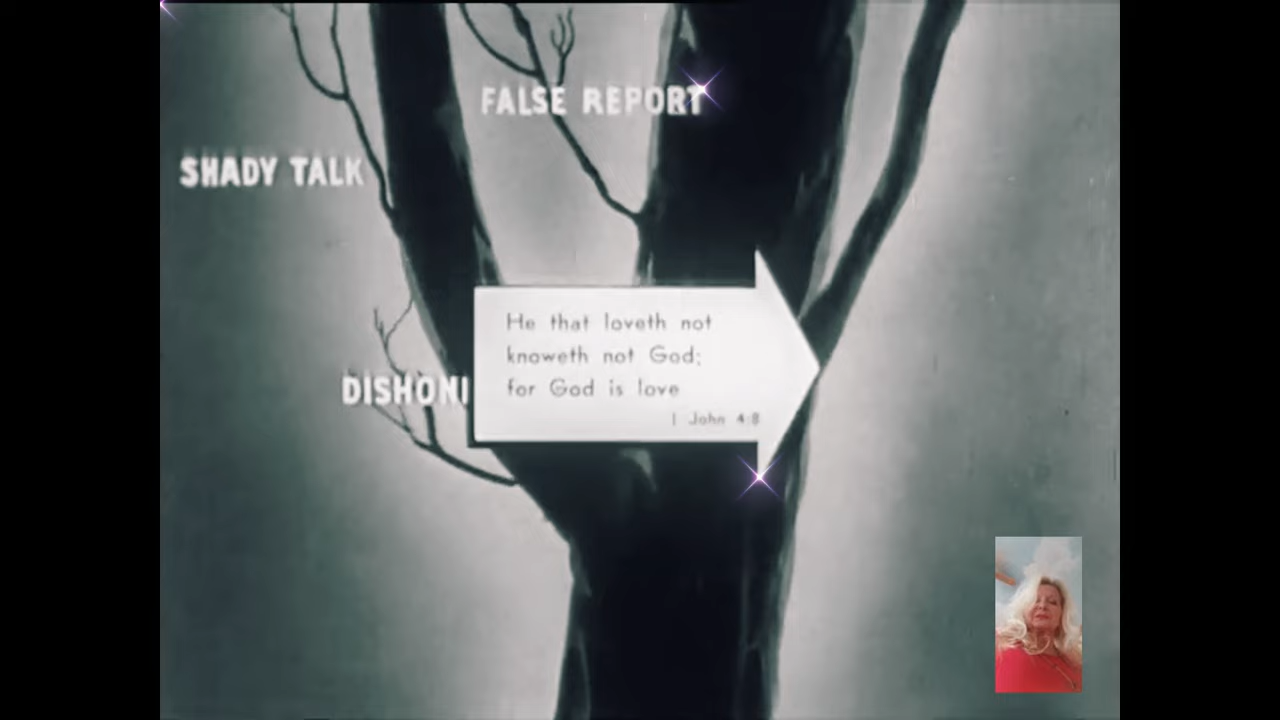 FALSE REPORT
SHADY TALK
DISHON
He that loveth not
knoweth not God;
for God is love
1 John 4:8